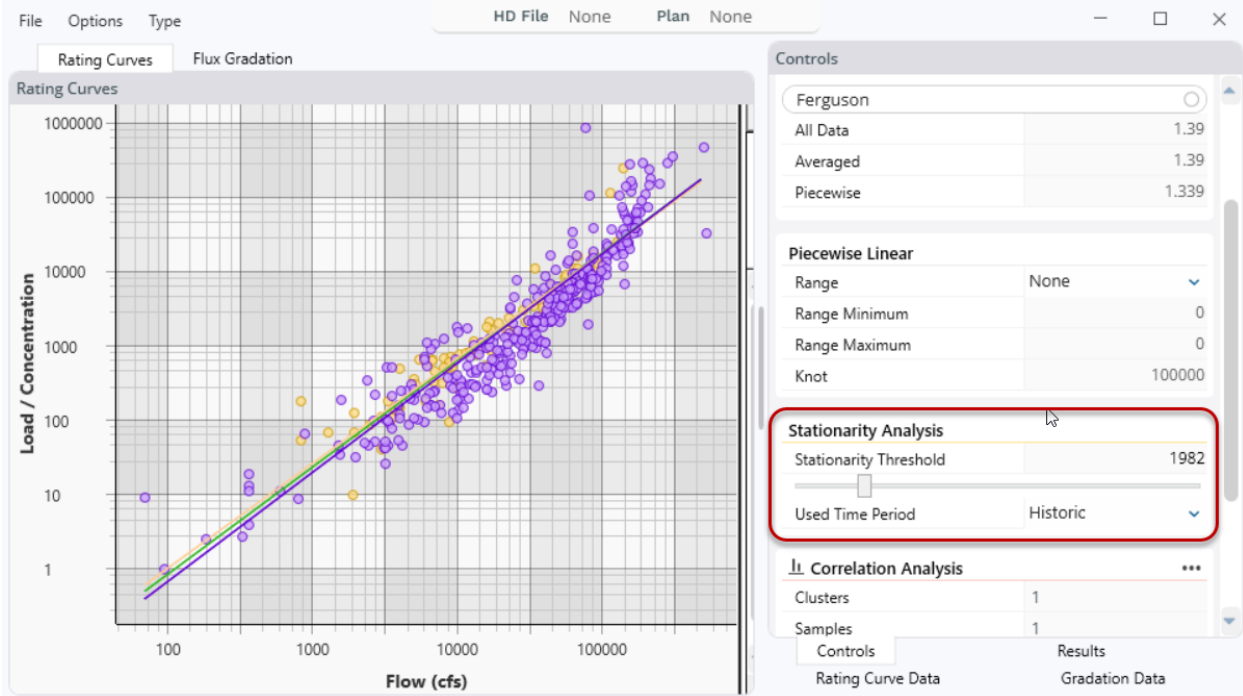 File Options Type HD File None Plan None
Rating Curves Flux Gradation
Rating Curves
1000000
100000
10000
1000
100
10
1
Load / Concentration
100 1000 10000 100000
Flow (cfs)
Controls
Ferguson
All Data 1.39
Averaged 1.39
Piecewise 1.339
Piecewise Linear
Range None
Range Minimum 0
Range Maximum 0
Knot 100000
Stationarity Analysis
Stationarity Threshold 1982
Used Time Period Historic
Correlation Analysis
Clusters 1
Samples 1
Controls Results
Rating Curve Data Gradation Data